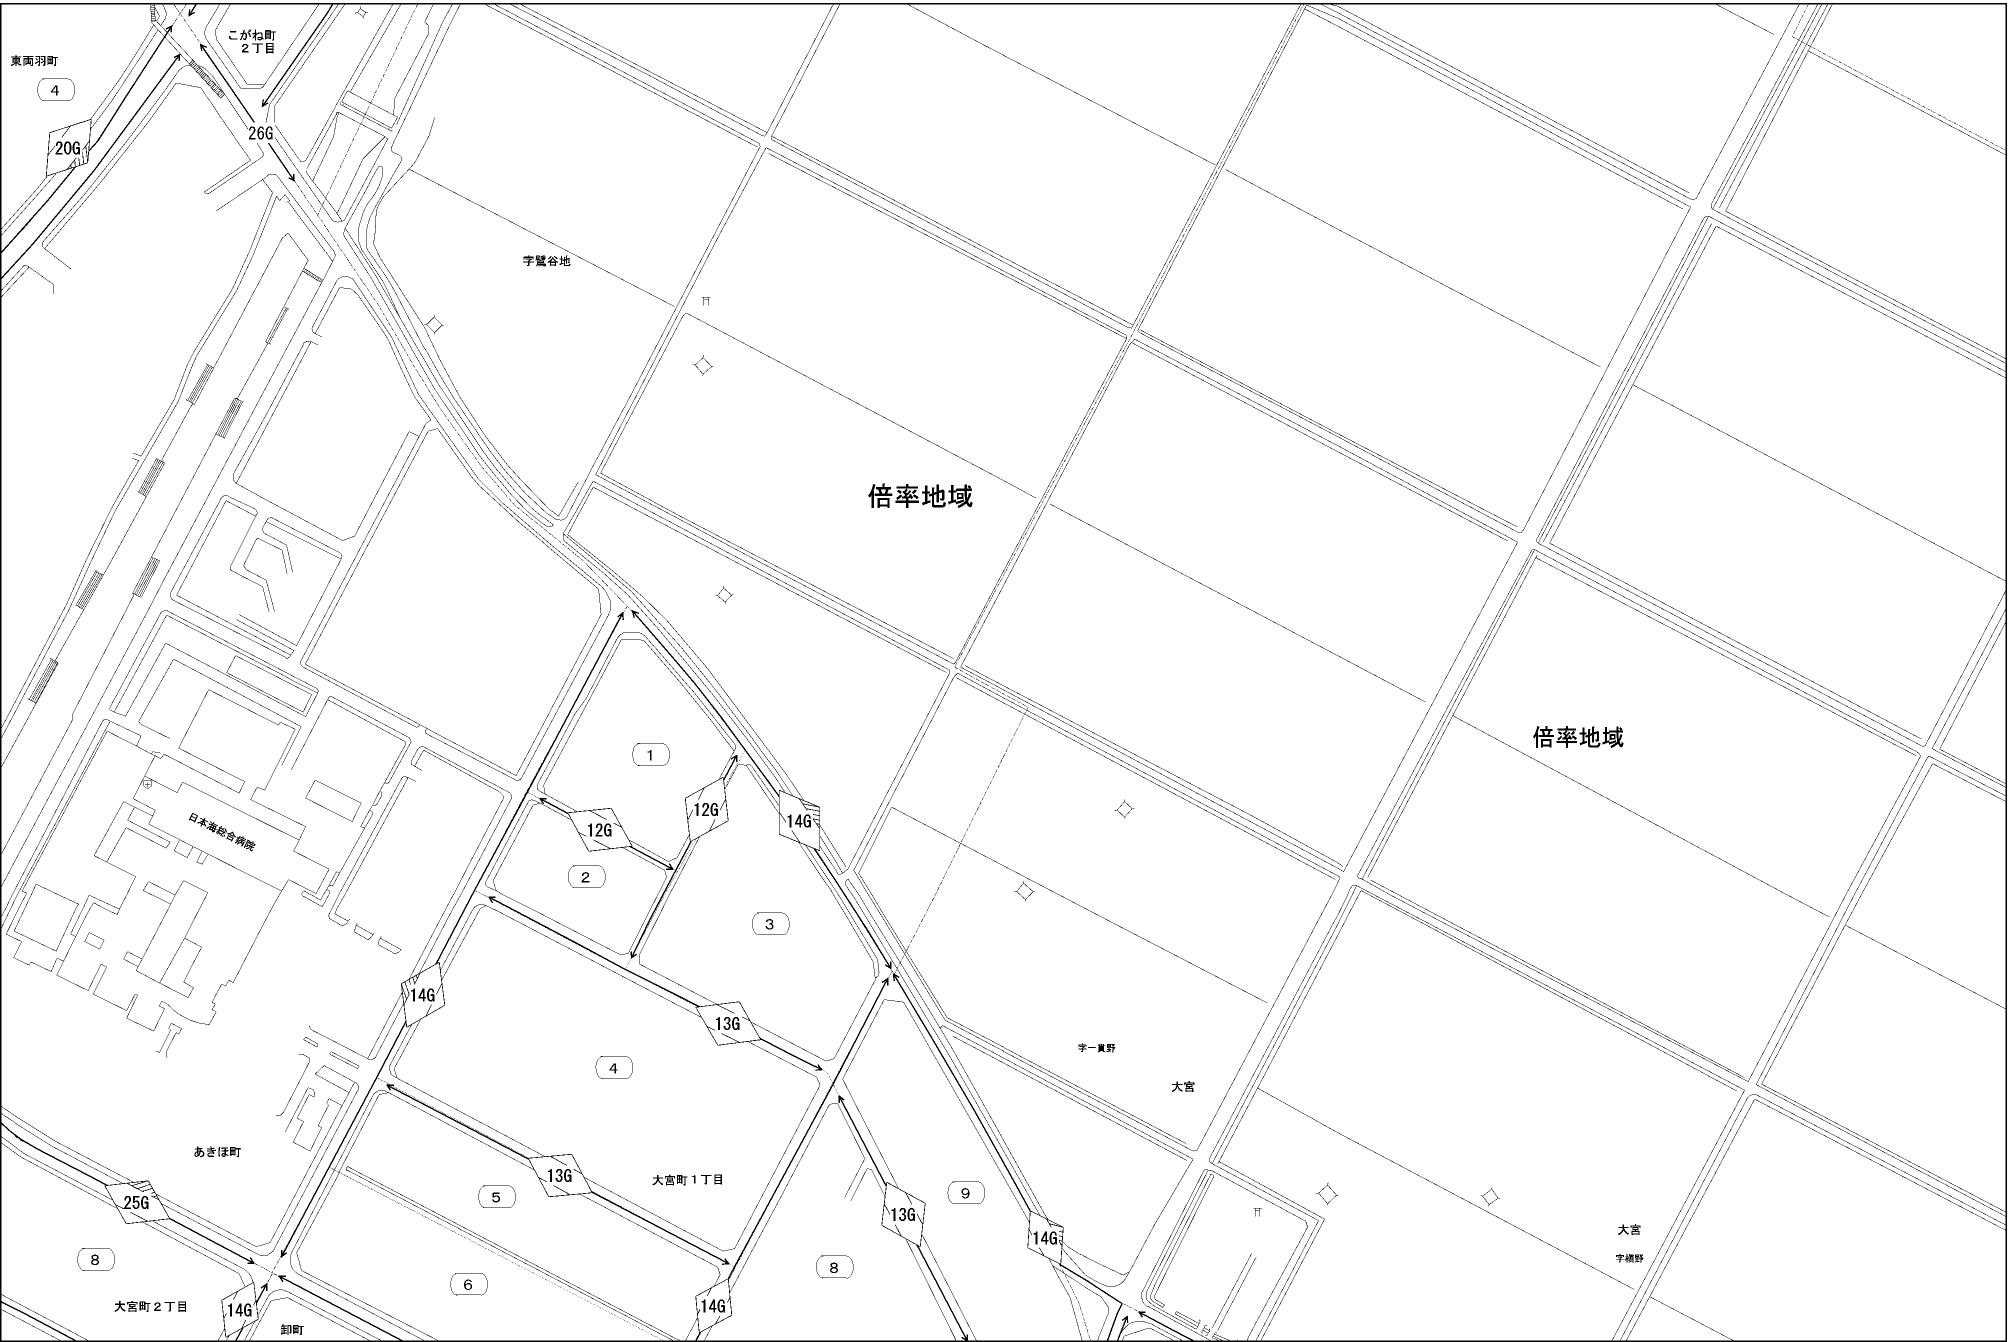 こがね町
２丁目
東両羽町
4
26G
20G
字鷺谷地
倍率地域
倍率地域
1
12G
12G
14G
日本海総合病院
2
3
14G
13G
字一貫野
4
大宮
あきほ町
13G
大宮町１丁目
5
9
25G
13G
大宮
14G
8
字横野
8
6
大宮町２丁目
14G
14G
卸町